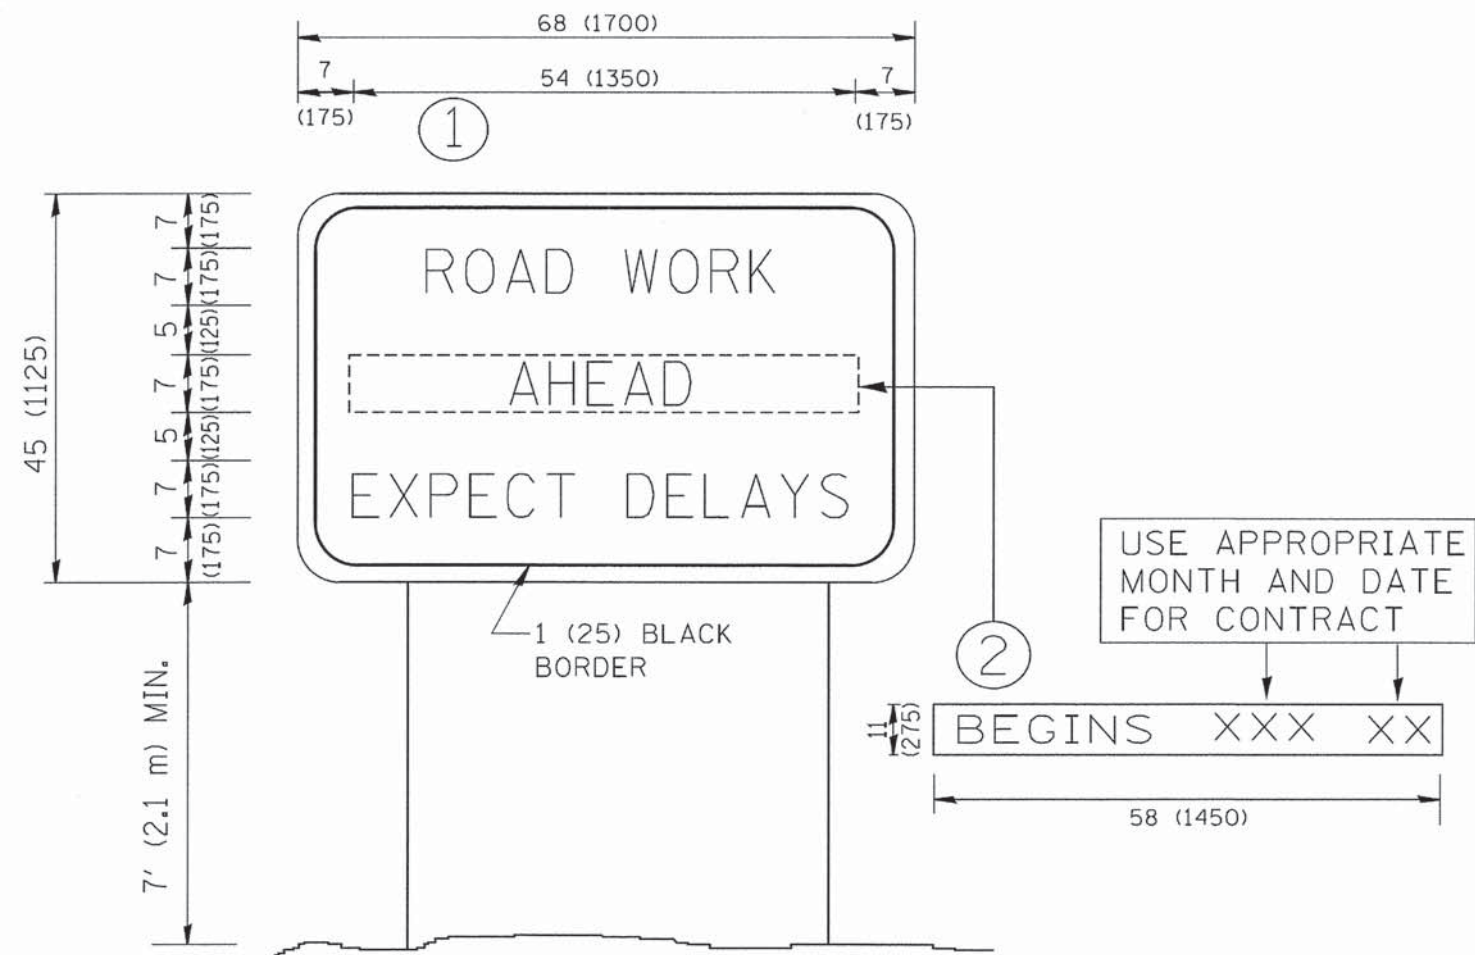 68 (1700)
7
54 (1350)
7
(175)
(175)
1
45 (1125)
7
(175)
7
(175)
5
(125)
7
(175)
5
(125)
7
(175)
7
(175)
ROAD WORK
AHEAD
EXPECT DELAYS
1 (25) BLACK
BORDER
7' (2.1 m) MIN.
2
USE APPROPRIATE
MONTH AND DATE
FOR CONTRACT
11
(275)
BEGINS XXX XX
58 (1450)